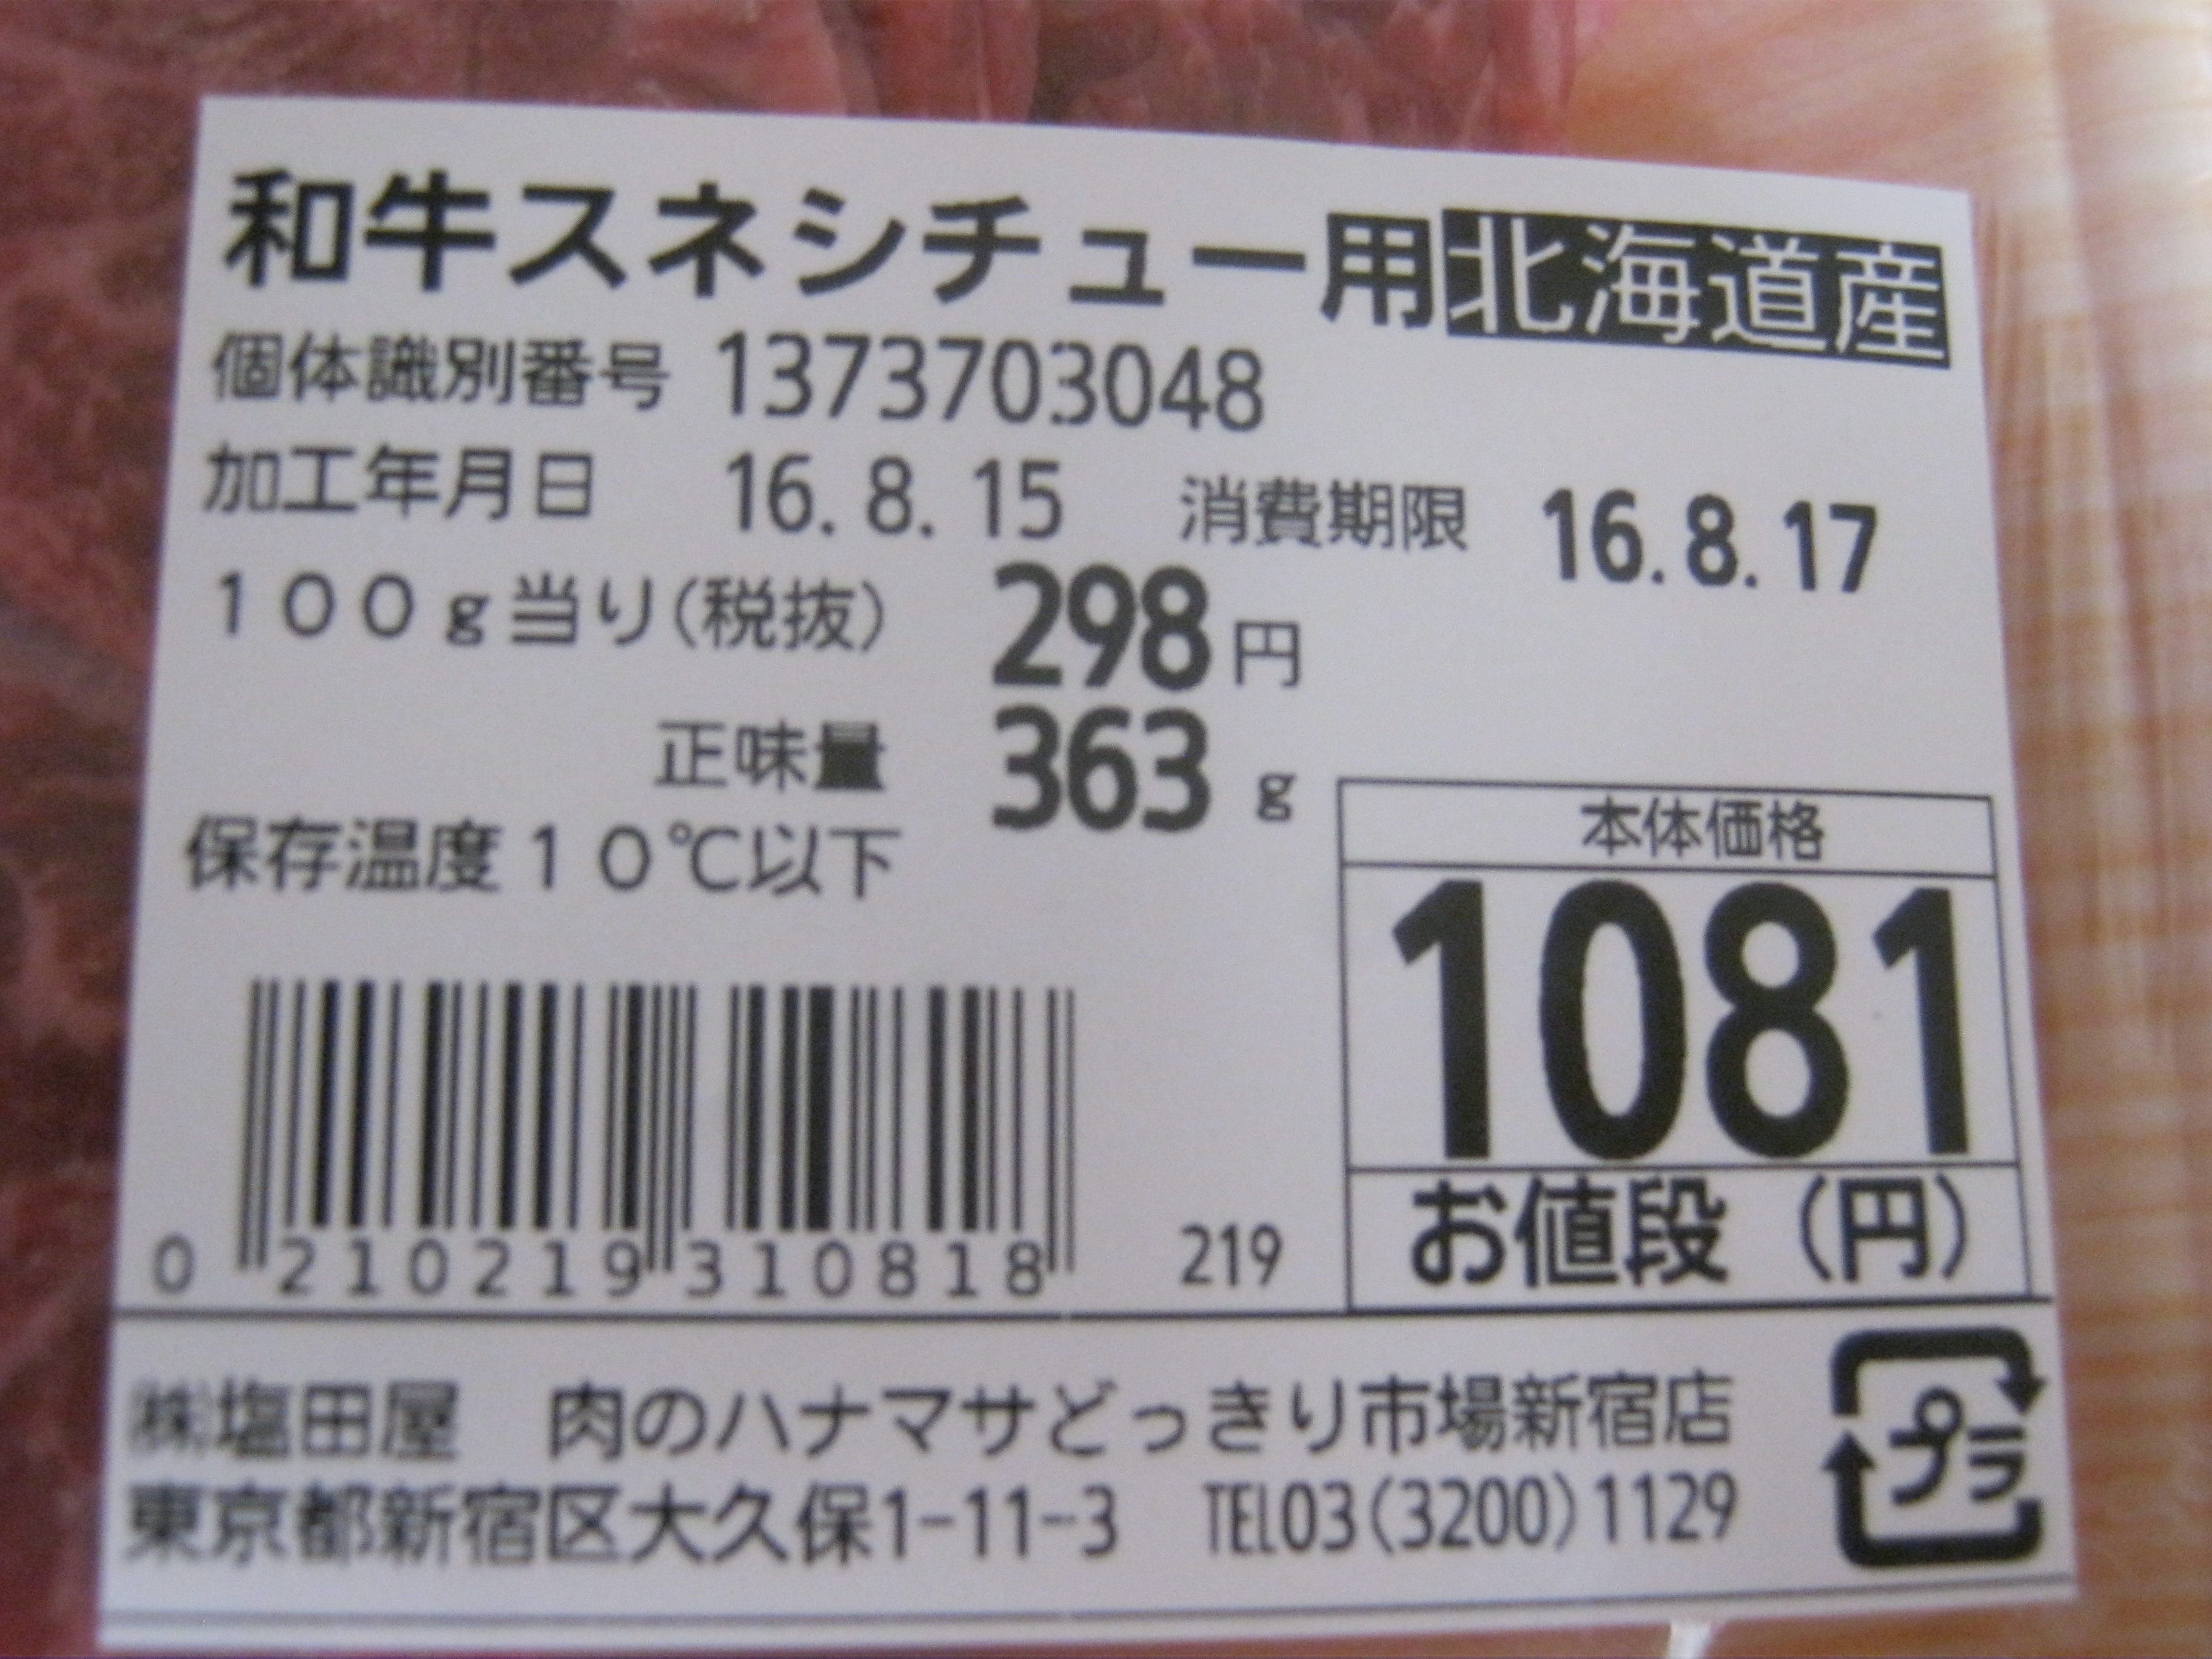 和牛スネシチュー用北海道産
個体識別番号 1373703048
加工年月日 16.8.15 消費期限 16.8.17
100g当り(税抜) 298円
正味量 363g
保存温度10℃以下
本体価格
1081
お値段(円)
0 210219 310818 219
㈱塩田屋 肉のハナマサどっきり市場新宿店
東京都新宿区大久保1-11-3 TEL03(3200)1129
プラ